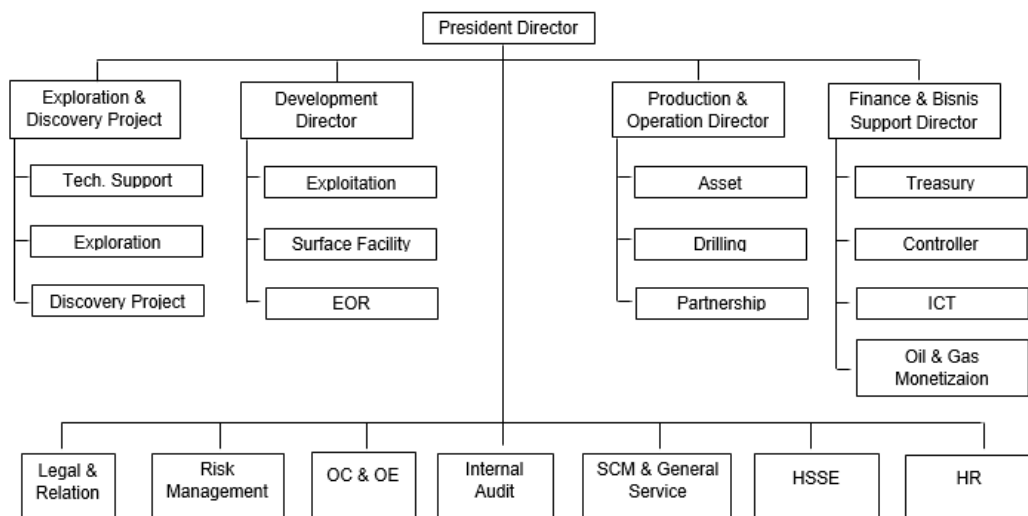 President Director
Exploration &
Discovery Project
Development
Director
Production &
Operation Director
Finance & Bisnis
Support Director
Tech. Support
Exploitation
Asset
Treasury
Exploration
Surface Facility
Drilling
Controller
Discovery Project
EOR
Partnership
ICT
Oil & Gas
Monetizaion
Legal &
Relation
Risk
Management
OC & OE
Internal
Audit
SCM & General
Service
HSSE
HR